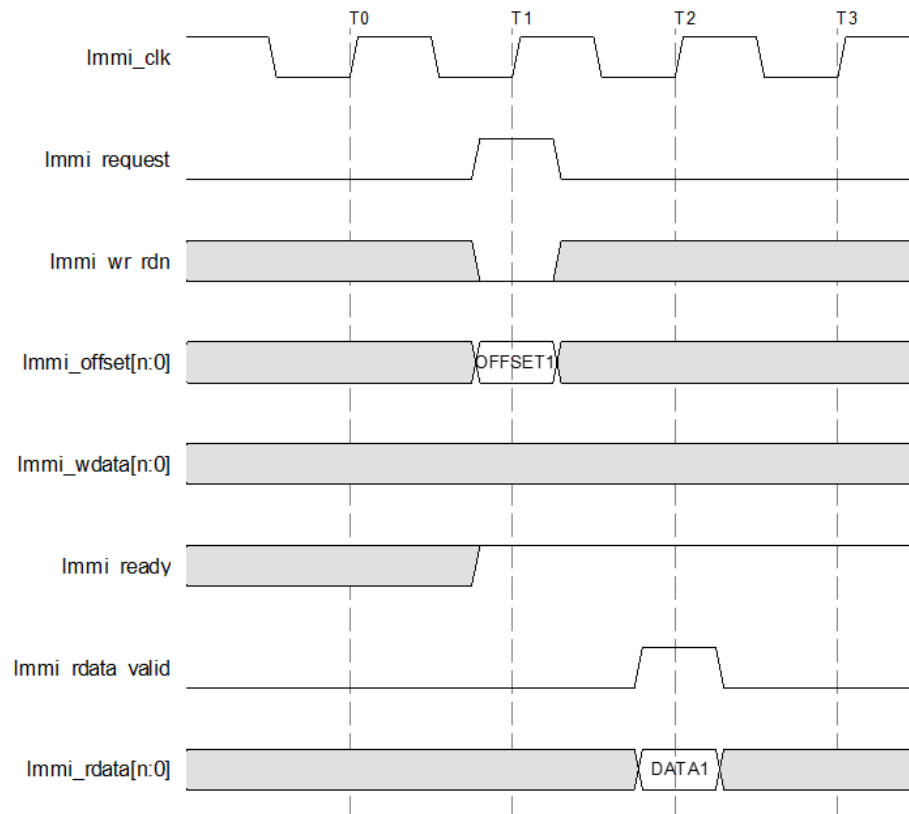 T0 T1 T2 T3
lmmi_clk
lmmi request
lmmi wr rdn
lmmi_offset[n:0] OFFSET1
lmmi_wdata[n:0]
lmmi ready
lmmi rdata valid
lmmi_rdata[n:0] DATA1